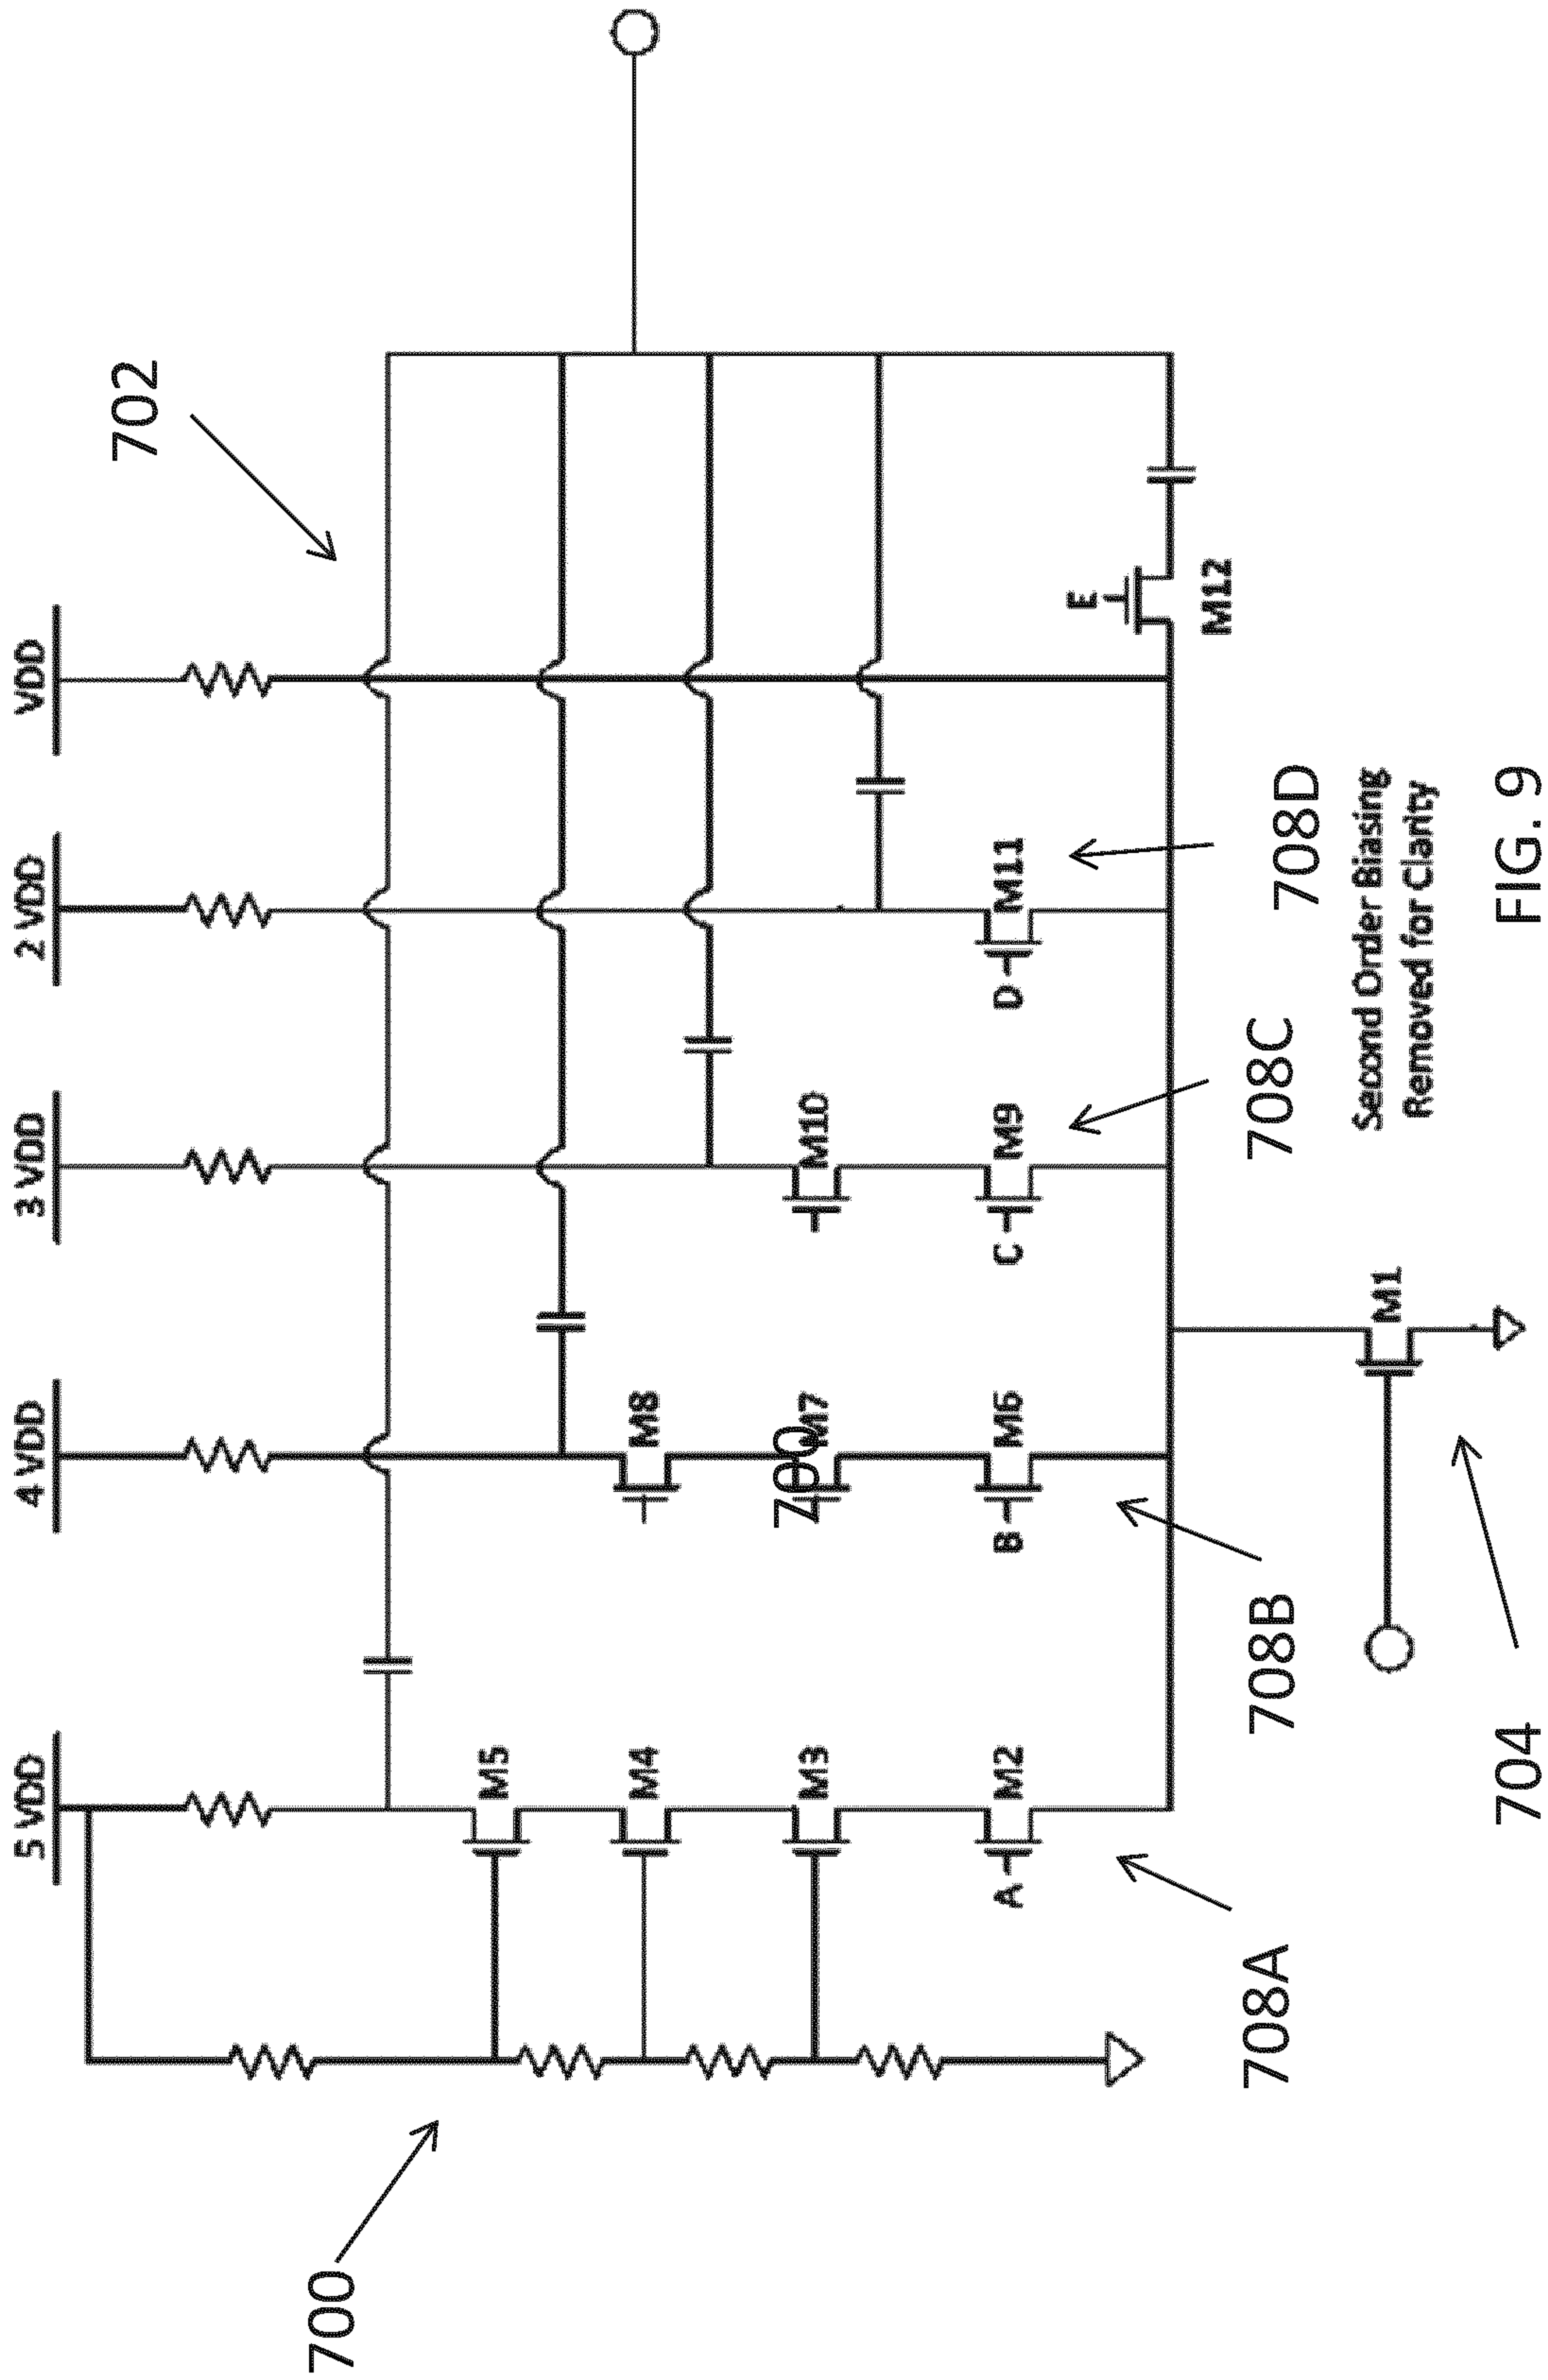 700
702
5 VDD
4 VDD
3 VDD
2 VDD
VDD
M5
M4
M8
M3
700
M7
M10
A
M2
B
M6
C
M9
D
M11
E
M12
708A
708B
708C
708D
M1
704
Second Order Biasing
Removed for Clarity
FIG. 9